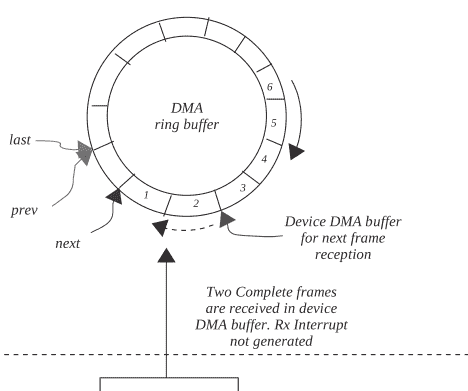 DMA
ring buffer
6
5
4
3
2
1
last
prev
next
Device DMA buffer
for next frame
reception
Two Complete frames
are received in device
DMA buffer. Rx Interrupt
not generated